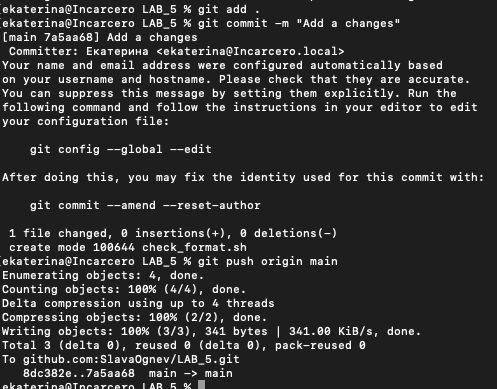 [ekaterina@Incarcero LAB_5 % git add .
[ekaterina@Incarcero LAB_5 % git commit -m "Add a changes"
[main 7a5aa68] Add a changes
Committer: Екатерина <ekaterina@Incarcero.local>
Your name and email address were configured automatically based
on your username and hostname. Please check that they are accurate.
You can suppress this message by setting them explicitly. Run the
following command and follow the instructions in your editor to edit
your configuration file:
git config --global --edit
After doing this, you may fix the identity used for this commit with:
git commit --amend --reset-author
1 file changed, 0 insertions(+), 0 deletions(-)
create mode 100644 check_format.sh
[ekaterina@Incarcero LAB_5 % git push origin main
Enumerating objects: 4, done.
Counting objects: 100% (4/4), done.
Delta compression using up to 4 threads
Compressing objects: 100% (2/2), done.
Writing objects: 100% (3/3), 341 bytes | 341.00 KiB/s, done.
Total 3 (delta 0), reused 0 (delta 0), pack-reused 0
To github.com:SlavaOgnev/LAB_5.git
8dc382e..7a5aa68  main -> main
ekaterina@Incarcero LAB_5 %